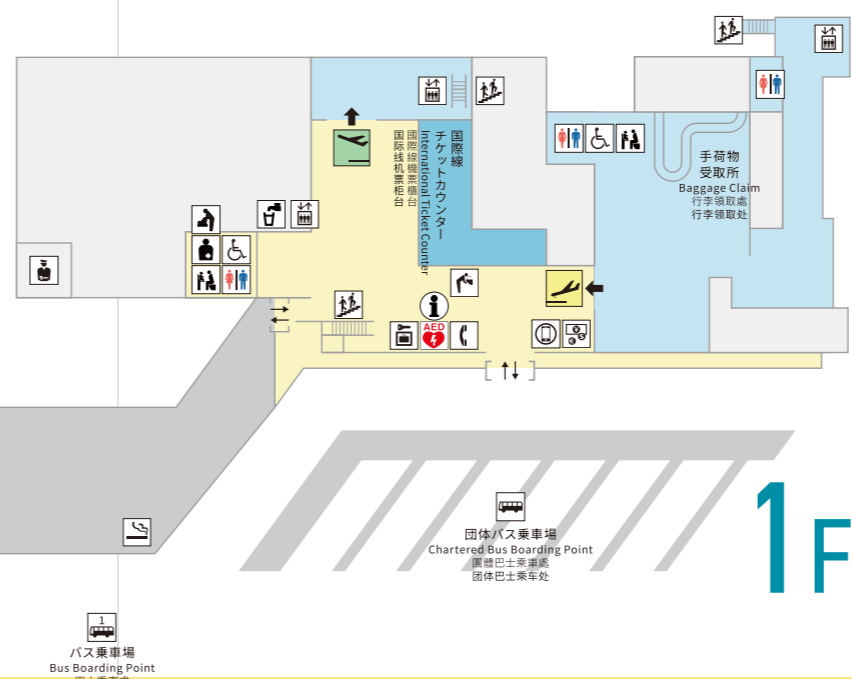 国際線
チケットカウンター
International Ticket Counter
國際線機票櫃台
国际线机票柜台
手荷物
受取所
Baggage Claim
行李領取處
行李领取处
AED
団体バス乗車場
Chartered Bus Boarding Point
團體巴士乘車處
团体巴士乘车处
1F
1
バス乗車場
Bus Boarding Point